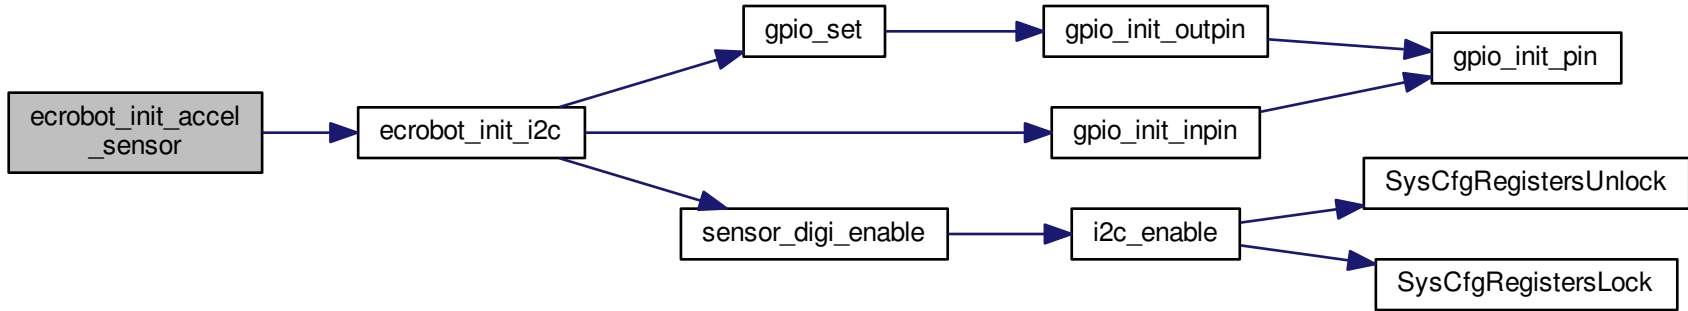 ecrobot_init_accel
_sensor
ecrobot_init_i2c
gpio_set
gpio_init_outpin
gpio_init_pin
gpio_init_inpin
sensor_digi_enable
i2c_enable
SysCfgRegistersUnlock
SysCfgRegistersLock